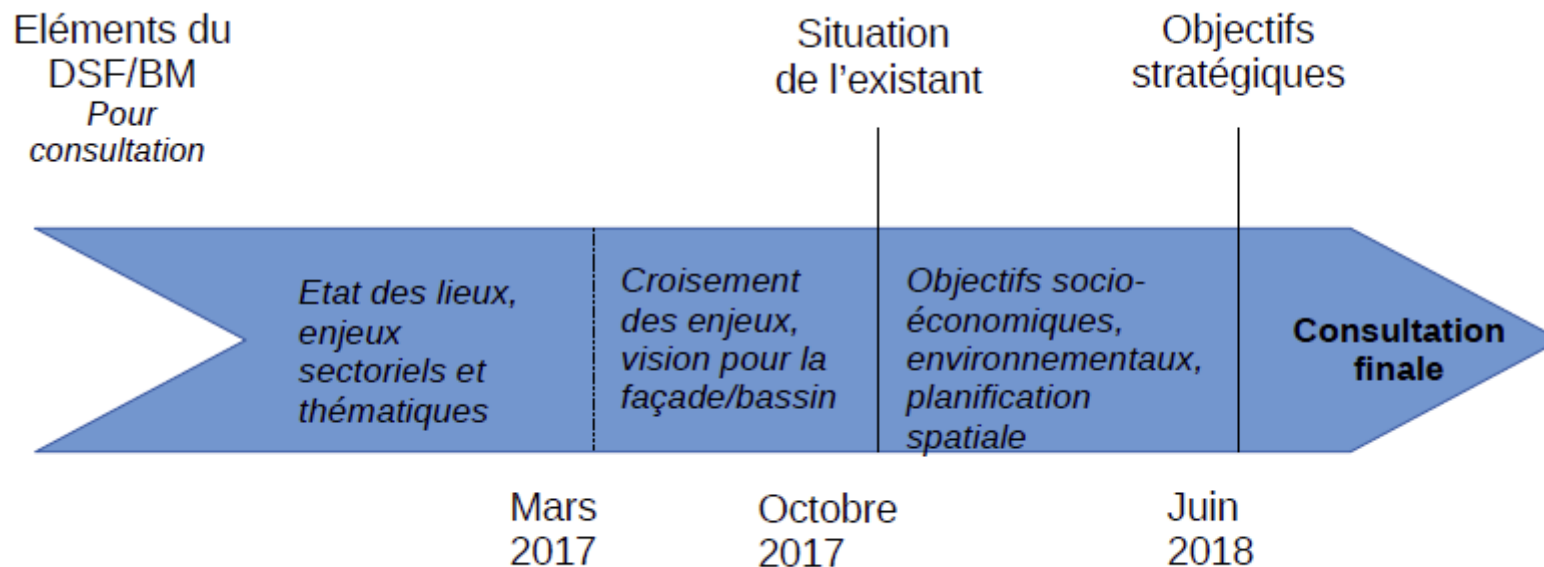 Eléments du
DSF/BM
Pour
consultation
Situation
de l’existant
Objectifs
stratégiques
Etat des lieux,
enjeux
sectoriels et
thématiques
Croisement
des enjeux,
vision pour la
façade/bassin
Objectifs socio-
économiques,
environnementaux,
planification
spatiale
Consultation
finale
Mars
2017
Octobre
2017
Juin
2018